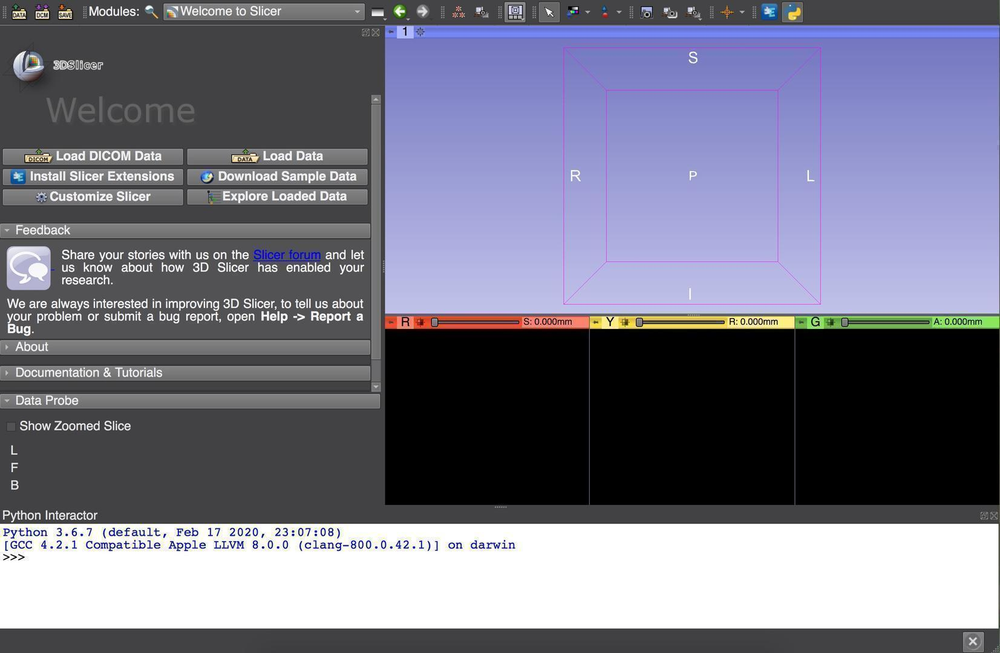 DATA DCM SAVE Modules: Welcome to Slicer
1
3DSlicer
Welcome
DICOM Load DICOM Data DATA Load Data
Install Slicer Extensions Download Sample Data
Customize Slicer Explore Loaded Data
Feedback
Share your stories with us on the Slicer forum and let
us know about how 3D Slicer has enabled your
research.
We are always interested in improving 3D Slicer, to tell us about
your problem or submit a bug report, open Help -> Report a
Bug.
About
Documentation & Tutorials
Data Probe
Show Zoomed Slice
L
F
B
S
R P L
I
R S: 0.000mm Y R: 0.000mm G A: 0.000mm
Python Interactor
Python 3.6.7 (default, Feb 17 2020, 23:07:08)
[GCC 4.2.1 Compatible Apple LLVM 8.0.0 (clang-800.0.42.1)] on darwin
>>>